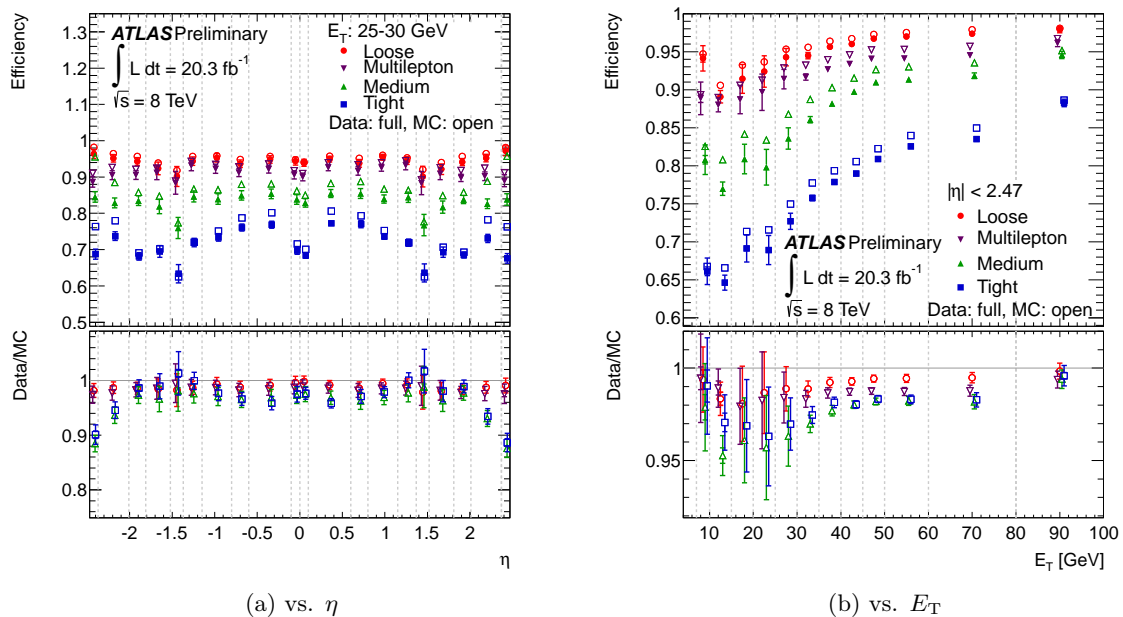 Efficiency
1.3
1.2
1.1
1
0.9
0.8
0.7
0.6
0.5
ATLAS Preliminary
∫ L dt = 20.3 fb⁻¹
√s = 8 TeV
E_T: 25-30 GeV
Loose
Multilepton
Medium
Tight
Data: full, MC: open
Data/MC
1
0.9
0.8
-2 -1.5 -1 -0.5 0 0.5 1 1.5 2
η
(a) vs. η
Efficiency
1
0.95
0.9
0.85
0.8
0.75
0.7
0.65
0.6
|η| < 2.47
Loose
Multilepton
Medium
Tight
Data: full, MC: open
ATLAS Preliminary
∫ L dt = 20.3 fb⁻¹
√s = 8 TeV
Data/MC
1
0.95
10 20 30 40 50 60 70 80 90 100
E_T [GeV]
(b) vs. E_T